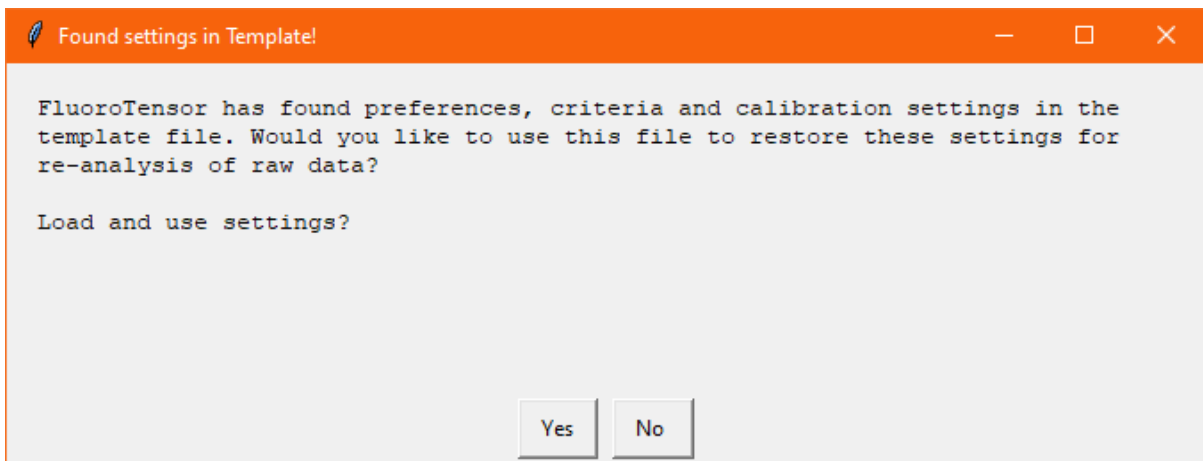 Found settings in Template!
FluoroTensor has found preferences, criteria and calibration settings in the
template file. Would you like to use this file to restore these settings for
re-analysis of raw data?
Load and use settings?
Yes No